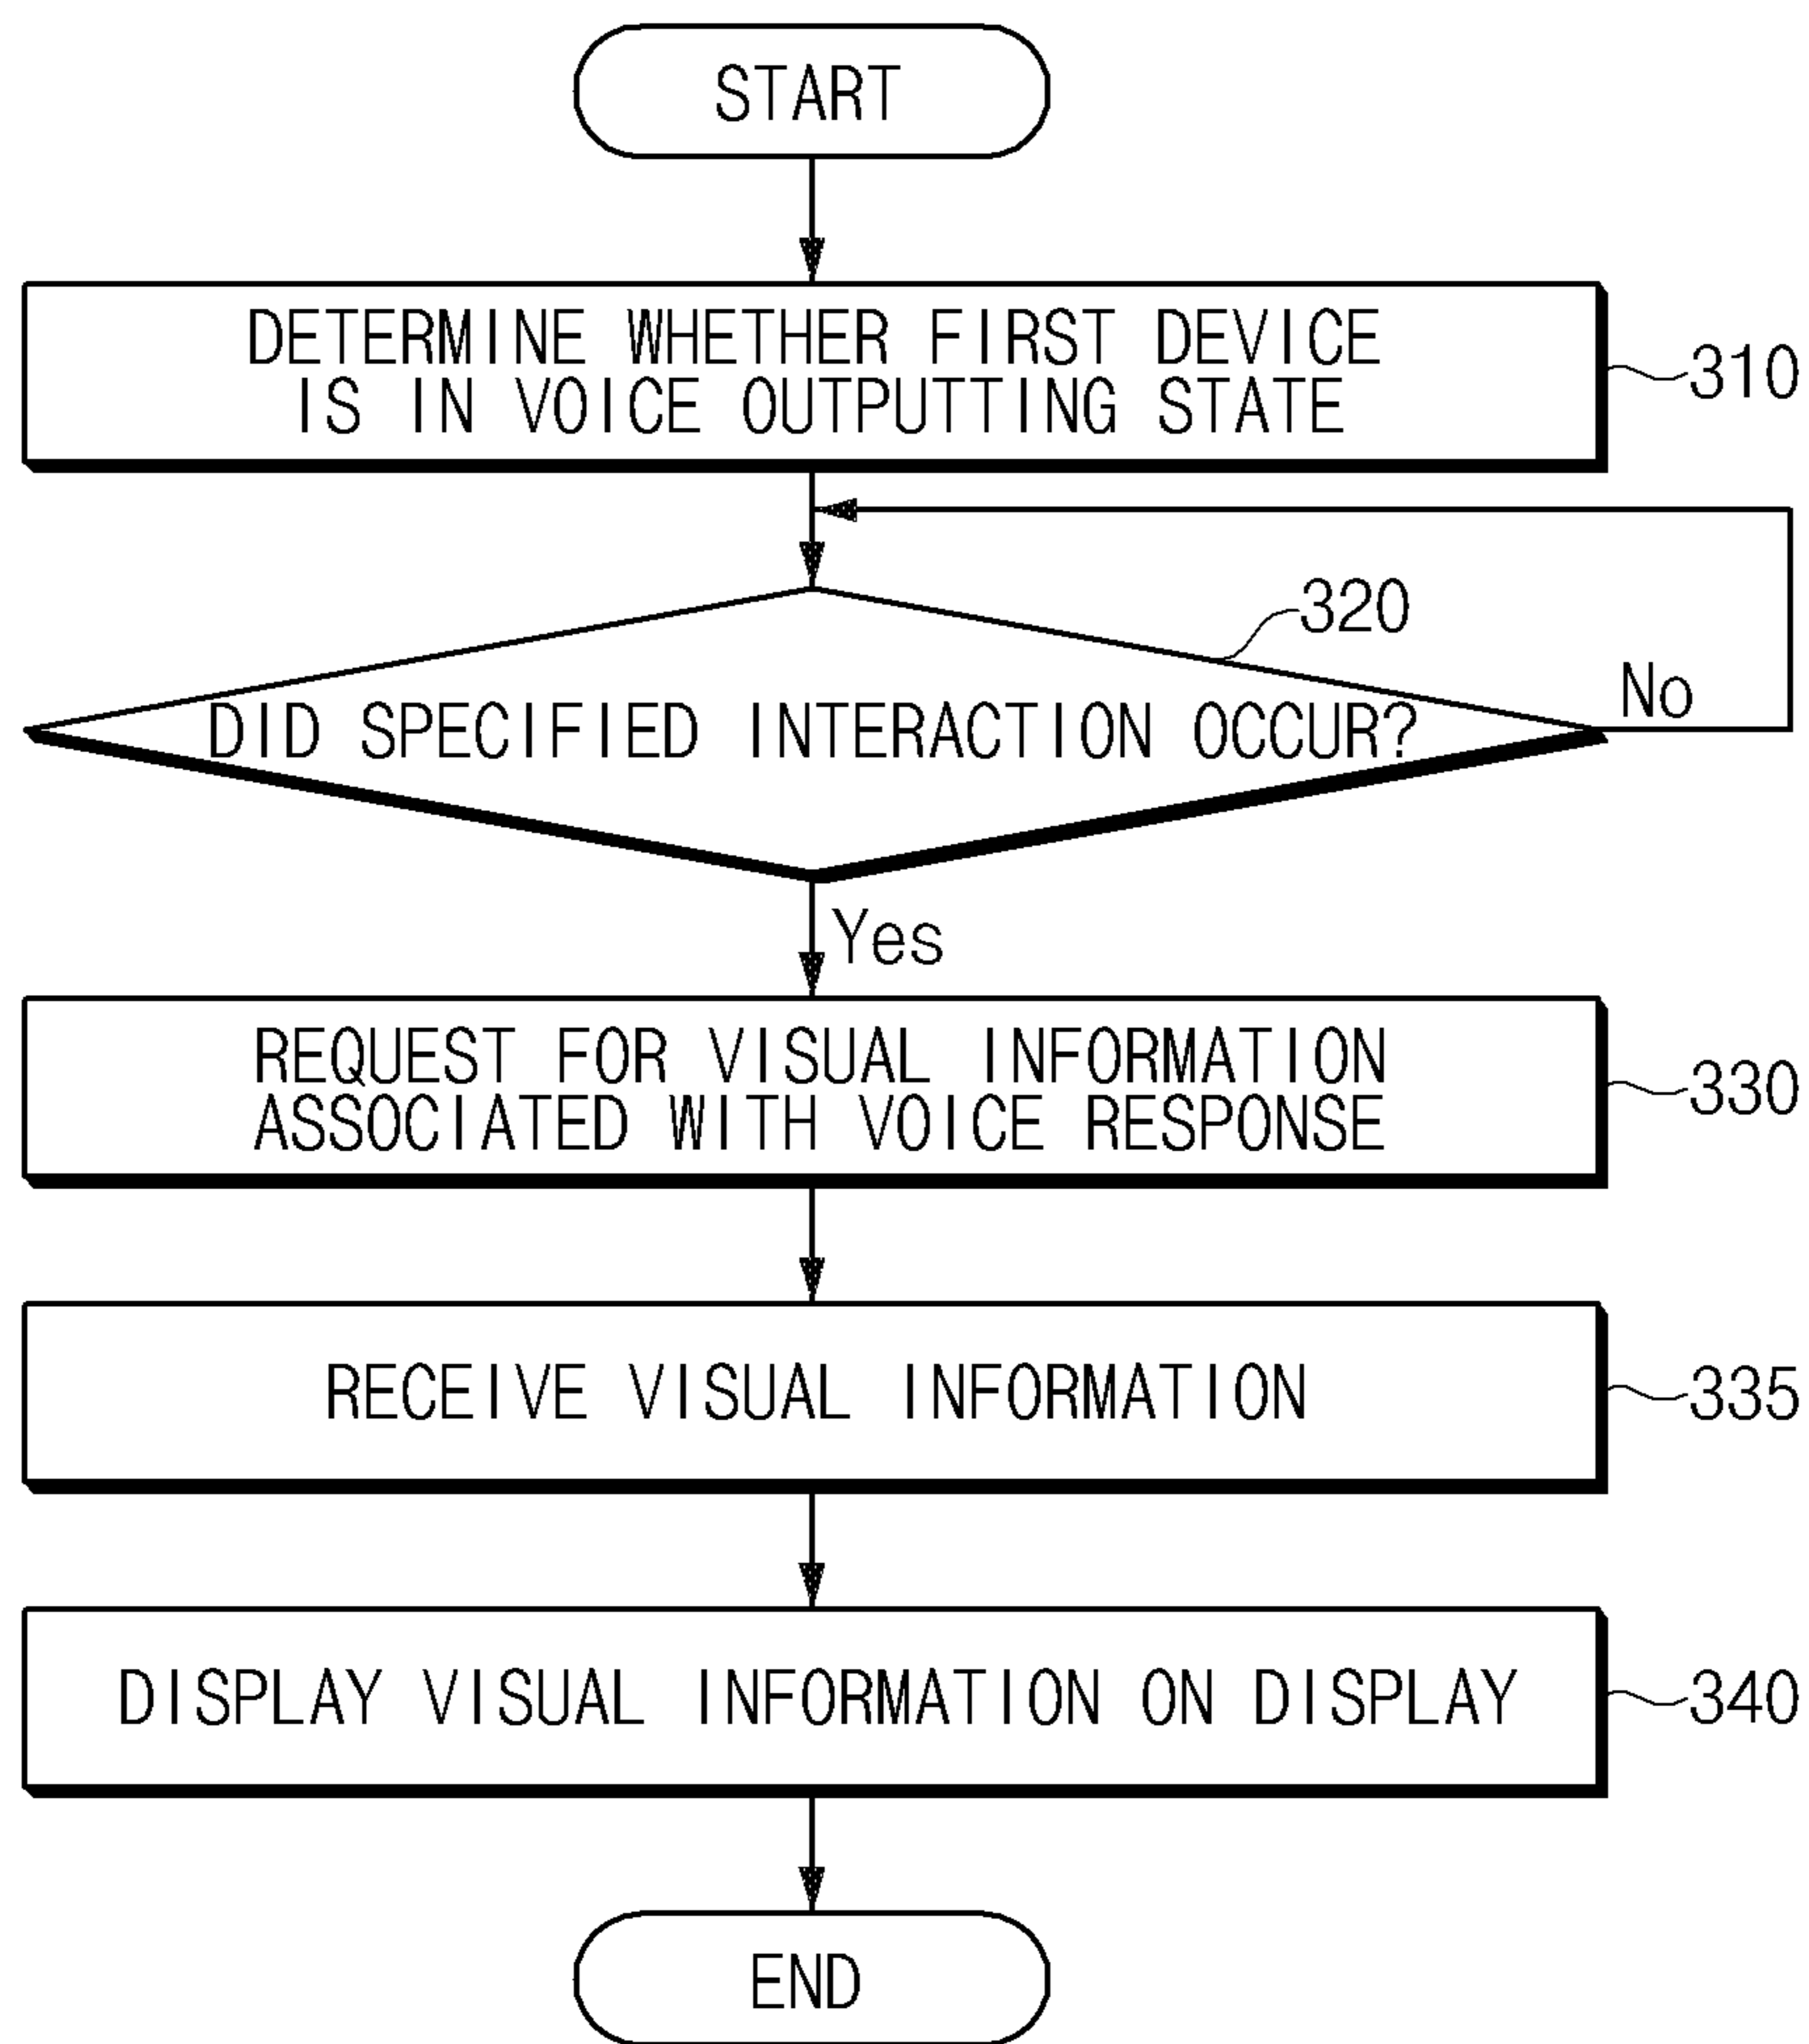 START
DETERMINE WHETHER FIRST DEVICE
IS IN VOICE OUTPUTTING STATE
310
320
DID SPECIFIED INTERACTION OCCUR?
No
Yes
REQUEST FOR VISUAL INFORMATION
ASSOCIATED WITH VOICE RESPONSE
330
RECEIVE VISUAL INFORMATION
335
DISPLAY VISUAL INFORMATION ON DISPLAY
340
END